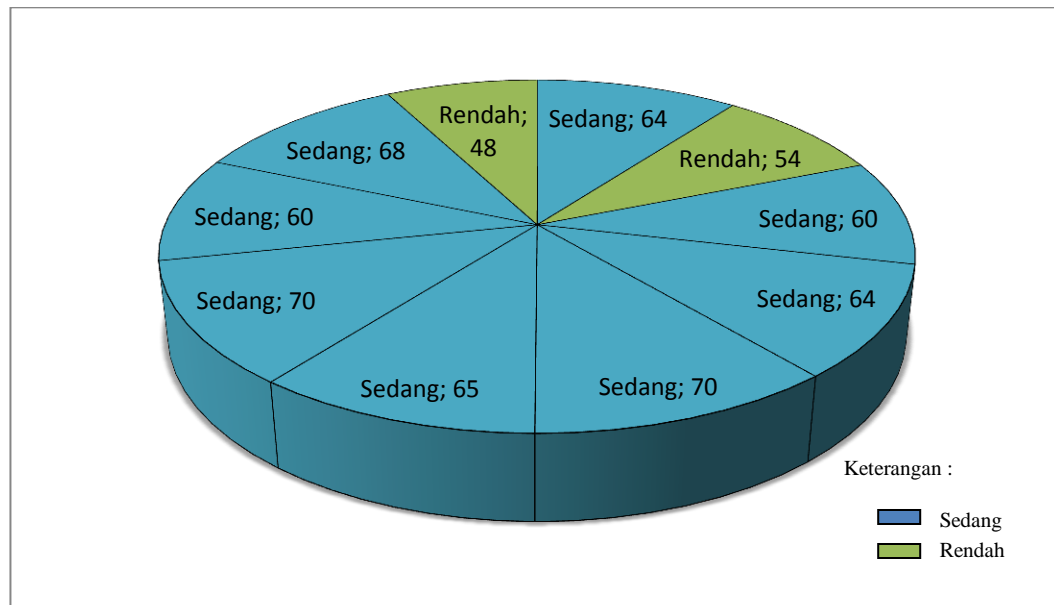 Rendah;
48
Sedang; 64
Rendah; 54
Sedang; 68
Sedang; 60
Sedang; 60
Sedang; 70
Sedang; 64
Sedang; 65
Sedang; 70
Keterangan :
Sedang
Rendah